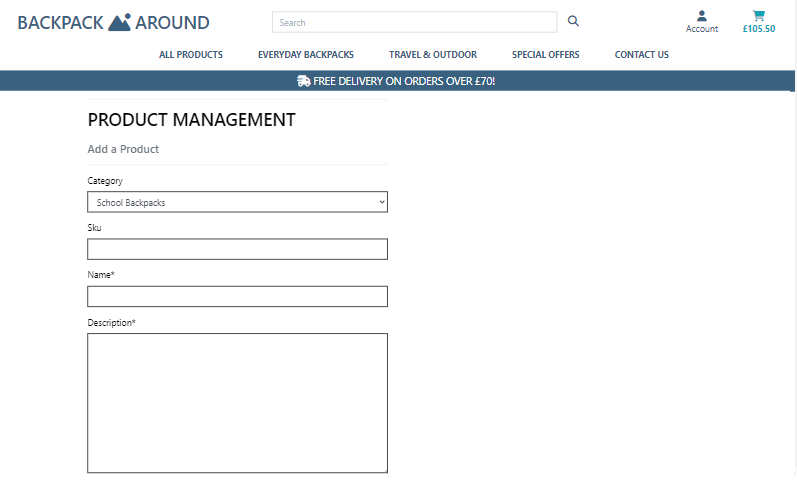 BACKPACK AROUND
Search
Account
£105.50
ALL PRODUCTS EVERYDAY BACKPACKS TRAVEL & OUTDOOR SPECIAL OFFERS CONTACT US
FREE DELIVERY ON ORDERS OVER £70!
PRODUCT MANAGEMENT
Add a Product
Category
School Backpacks
Sku
Name*
Description*